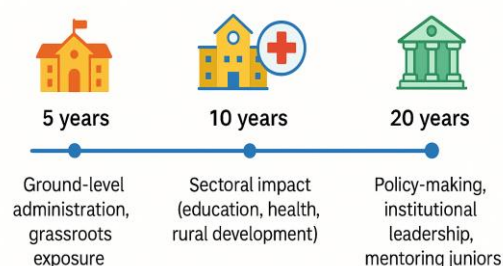 5 years
10 years
20 years
Ground-level
administration,
grassroots
exposure
Sectoral impact
(education, health,
rural development)
Policy-making,
institutional
leadership,
mentoring juniors